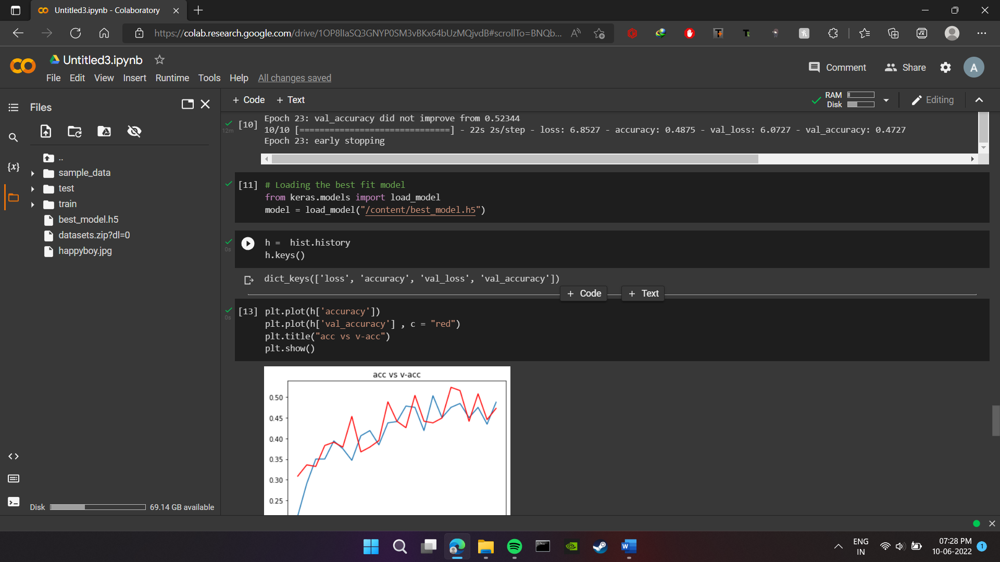 Untitled3.ipynb - Colaboratory
https://colab.research.google.com/drive/1OP8llaSQ3GNYP0SM3vBKx64bUzMQjvdB#scrollTo=BNQb...
Untitled3.ipynb
File Edit View Insert Runtime Tools Help All changes saved
Comment Share A
Files
+ Code + Text
RAM
Disk
Editing
..
sample_data
test
train
best_model.h5
datasets.zip?dl=0
happyboy.jpg
{x}
Disk 69.14 GB available
12m
[10]
Epoch 23: val_accuracy did not improve from 0.52344
10/10 [==============================] - 22s 2s/step - loss: 6.8527 - accuracy: 0.4875 - val_loss: 6.0727 - val_accuracy: 0.4727
Epoch 23: early stopping
[11] # Loading the best fit model
from keras.models import load_model
model = load_model("/content/best_model.h5")
0s
h =  hist.history
h.keys()
dict_keys(['loss', 'accuracy', 'val_loss', 'val_accuracy'])
+ Code + Text
0s
[13] plt.plot(h['accuracy'])
plt.plot(h['val_accuracy'] , c = "red")
plt.title("acc vs v-acc")
plt.show()
acc vs v-acc
0.50
0.45
0.40
0.35
0.30
0.25
ENG
IN
07:28 PM
10-06-2022
1